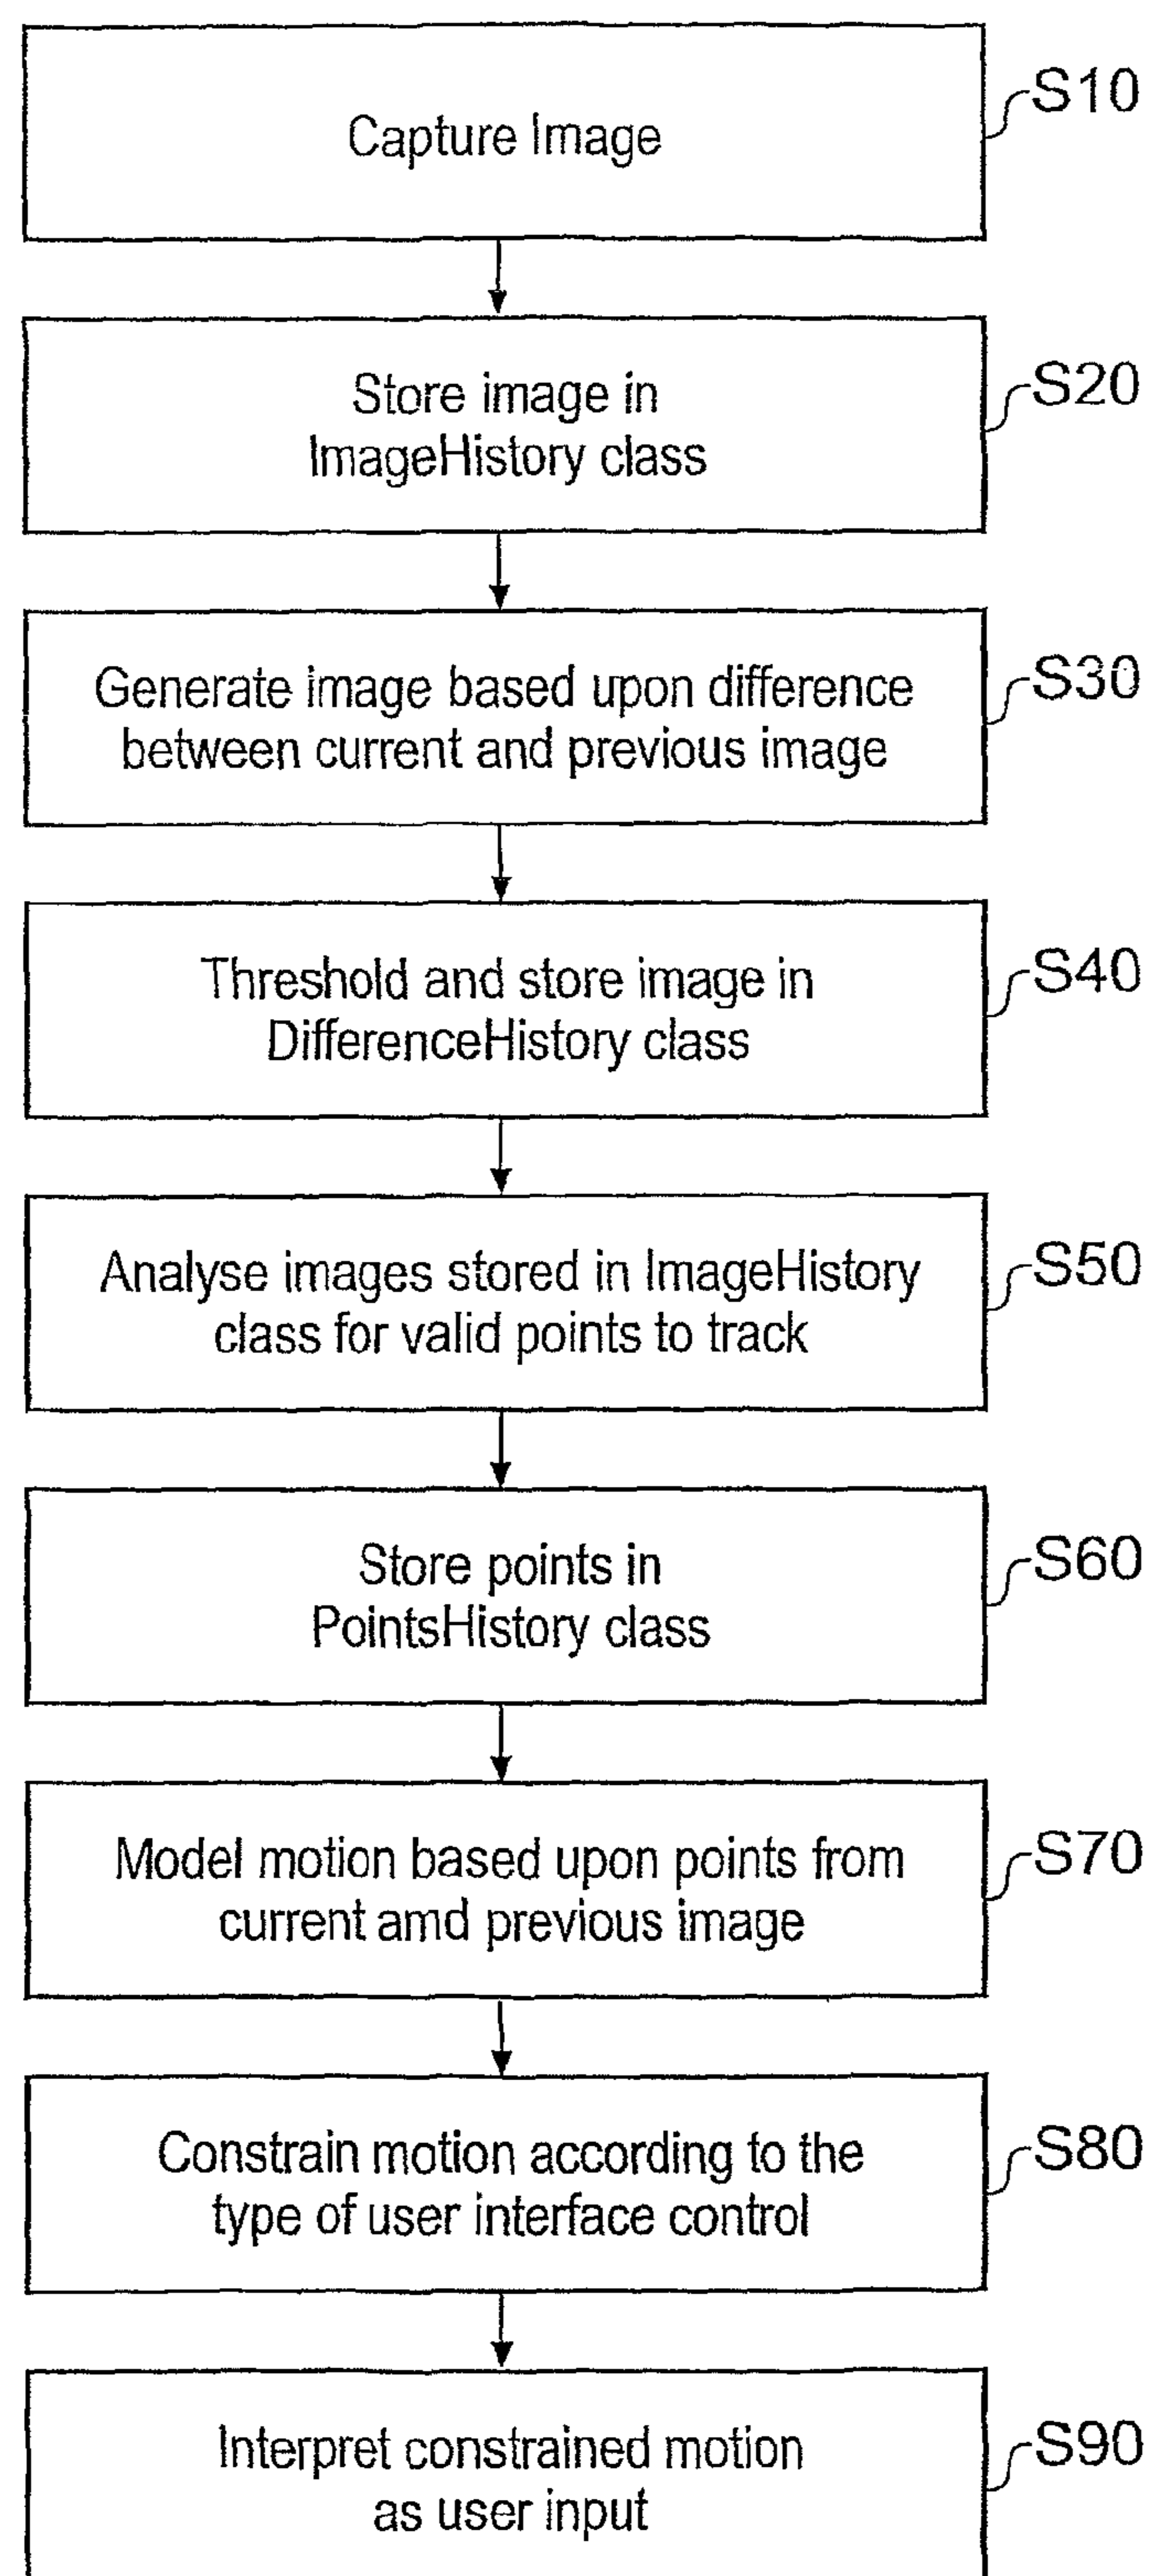 Capture Image
S10
Store image in
ImageHistory class
S20
Generate image based upon difference
between current and previous image
S30
Threshold and store image in
DifferenceHistory class
S40
Analyse images stored in ImageHistory
class for valid points to track
S50
Store points in
PointsHistory class
S60
Model motion based upon points from
current amd previous image
S70
Constrain motion according to the
type of user interface control
S80
Interpret constrained motion
as user input
S90